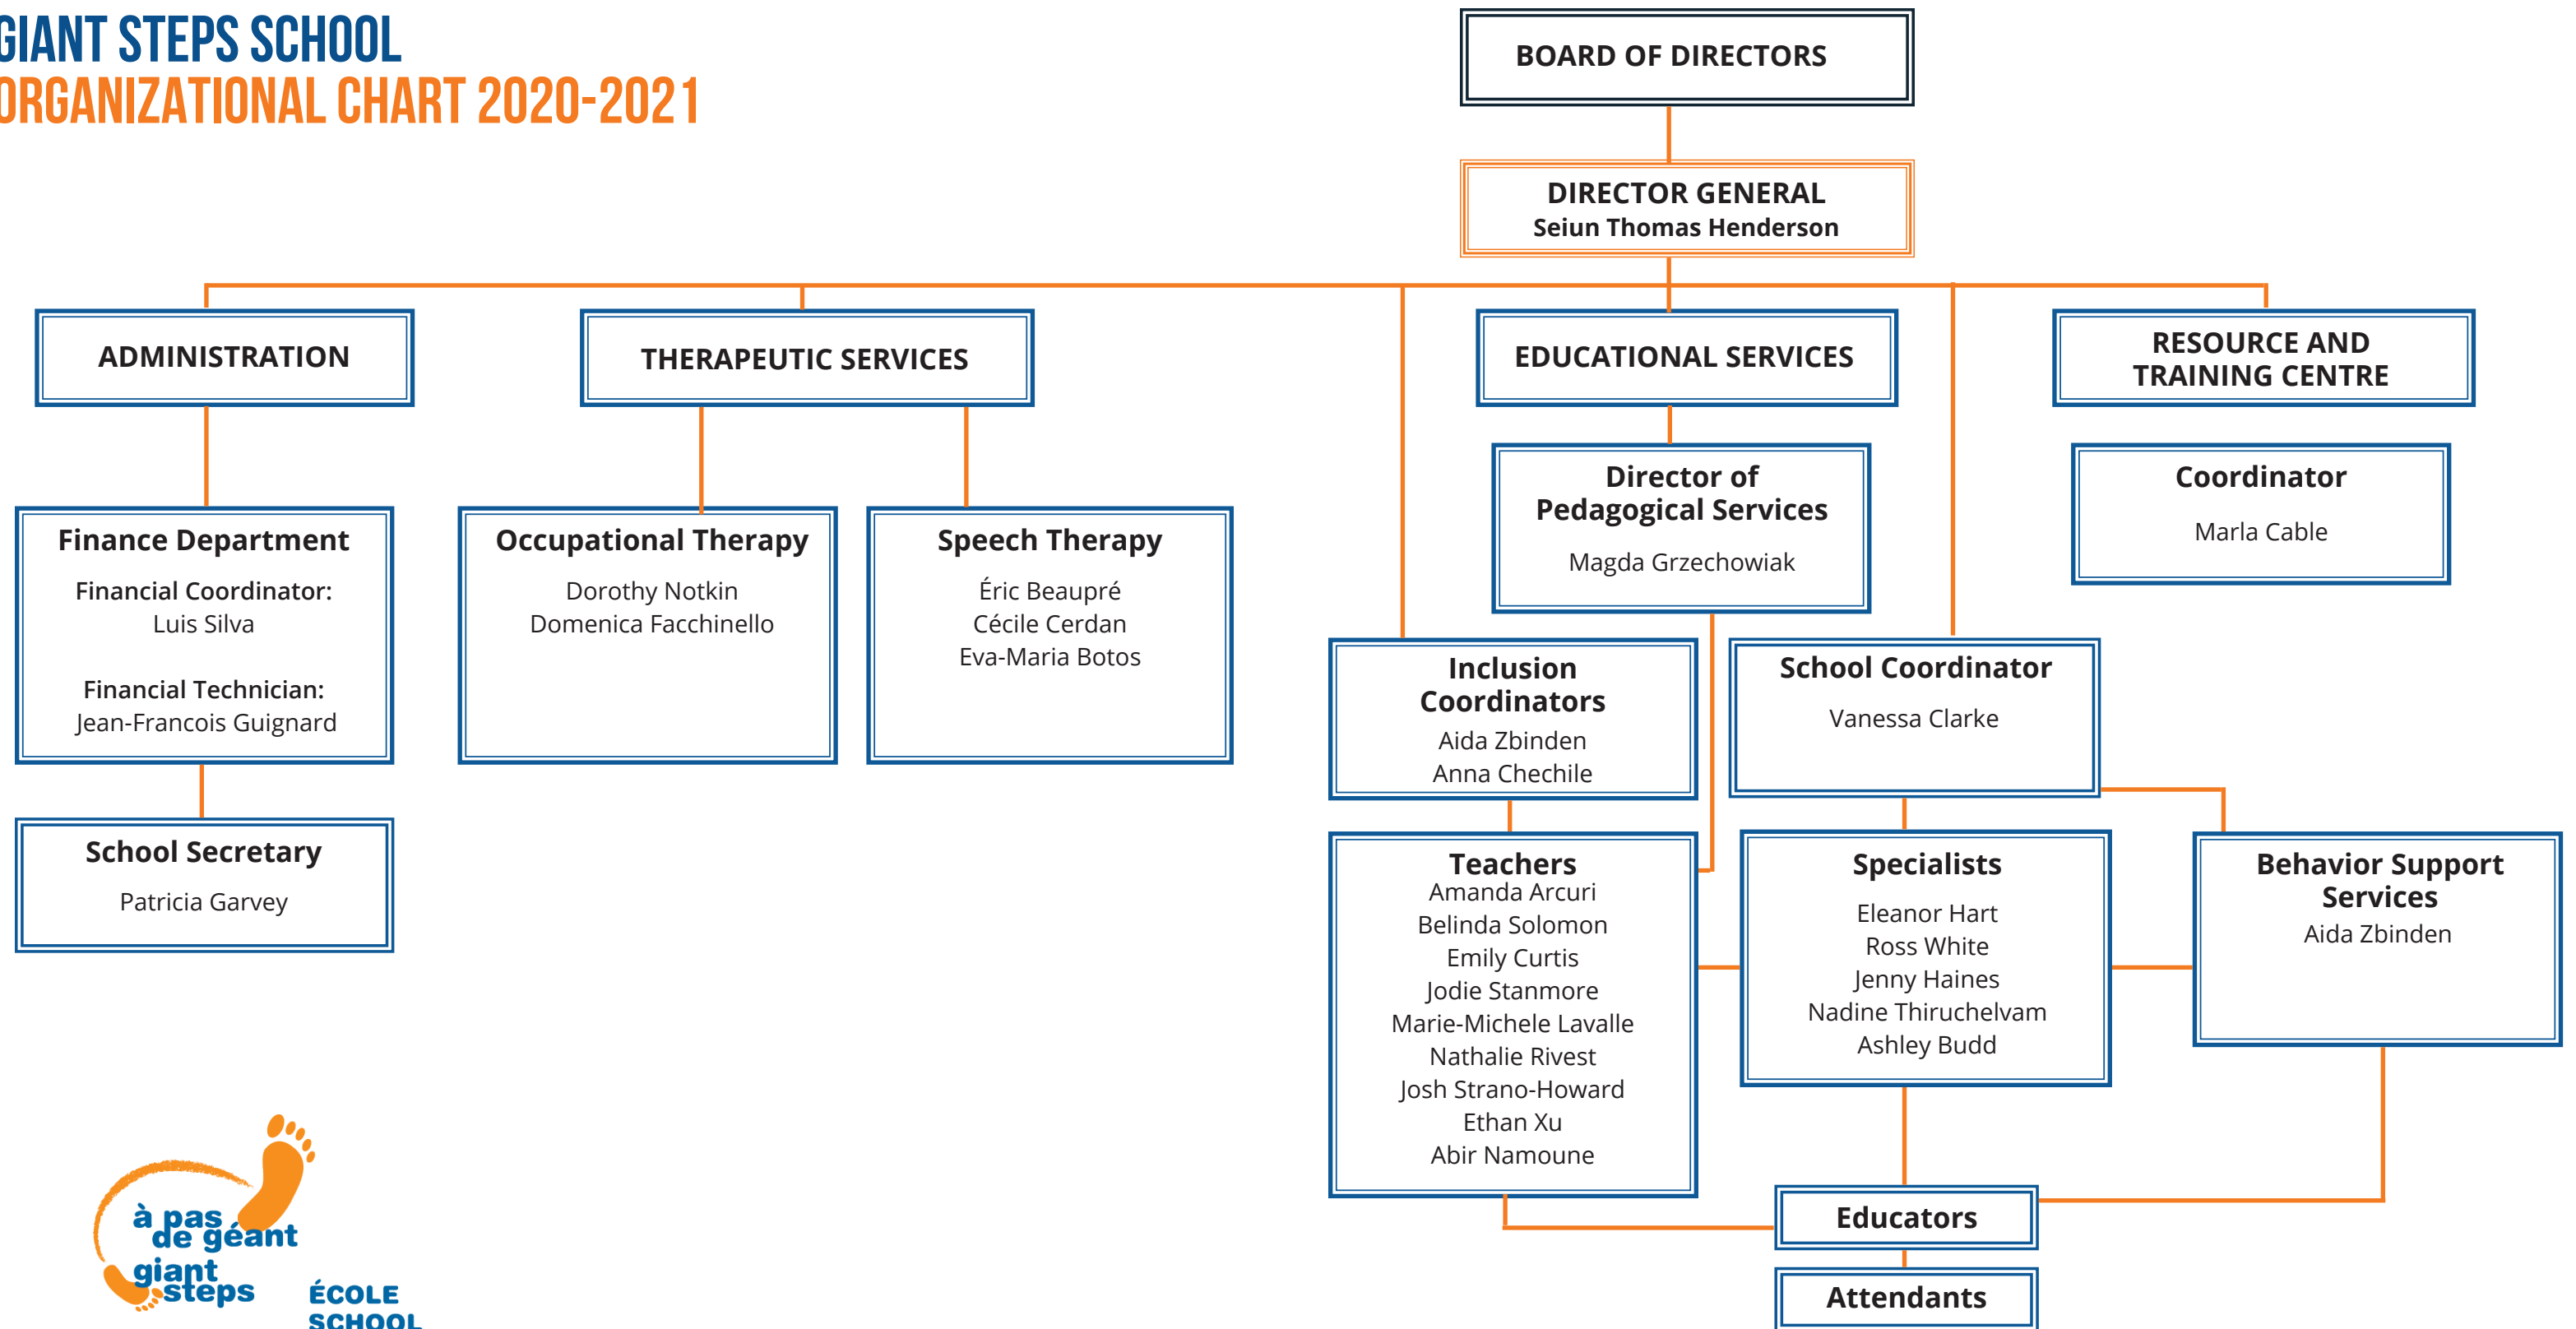 GIANT STEPS SCHOOL
ORGANIZATIONAL CHART 2020-2021
BOARD OF DIRECTORS
DIRECTOR GENERAL
Seiun Thomas Henderson
ADMINISTRATION
THERAPEUTIC SERVICES
EDUCATIONAL SERVICES
RESOURCE AND
TRAINING CENTRE
Finance Department
Financial Coordinator:
Luis Silva
Financial Technician:
Jean-Francois Guignard
School Secretary
Patricia Garvey
Occupational Therapy
Dorothy Notkin
Domenica Facchinello
Speech Therapy
Éric Beaupré
Cécile Cerdan
Eva-Maria Botos
Director of
Pedagogical Services
Magda Grzechowiak
Coordinator
Marla Cable
Inclusion
Coordinators
Aida Zbinden
Anna Chechile
School Coordinator
Vanessa Clarke
Teachers
Amanda Arcuri
Belinda Solomon
Emily Curtis
Jodie Stanmore
Marie-Michele Lavalle
Nathalie Rivest
Josh Strano-Howard
Ethan Xu
Abir Namoune
Specialists
Eleanor Hart
Ross White
Jenny Haines
Nadine Thiruchelvam
Ashley Budd
Behavior Support
Services
Aida Zbinden
Educators
Attendants
à pas
de géant
giant
steps
ÉCOLE
SCHOOL